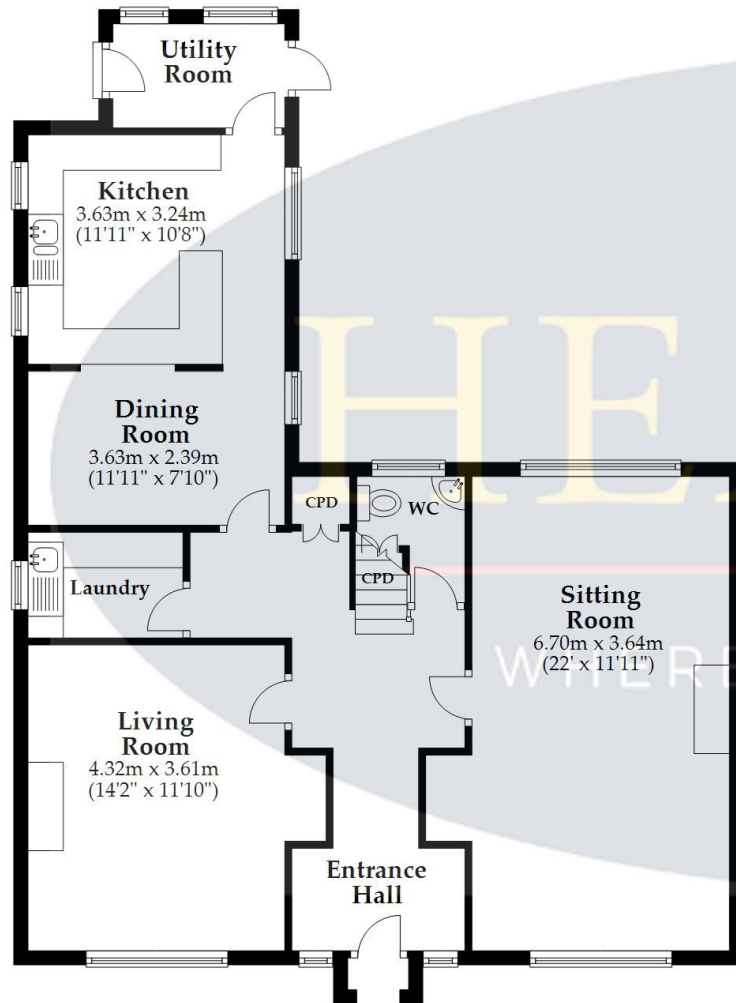 Utility
Room
Kitchen
3.63m x 3.24m
(11'11" x 10'8")
Dining
Room
3.63m x 2.39m
(11'11" x 7'10")
CPD
WC
CPD
Laundry
Sitting
Room
6.70m x 3.64m
(22' x 11'11")
Living
Room
4.32m x 3.61m
(14'2" x 11'10")
Entrance
Hall
HEA
WHERE